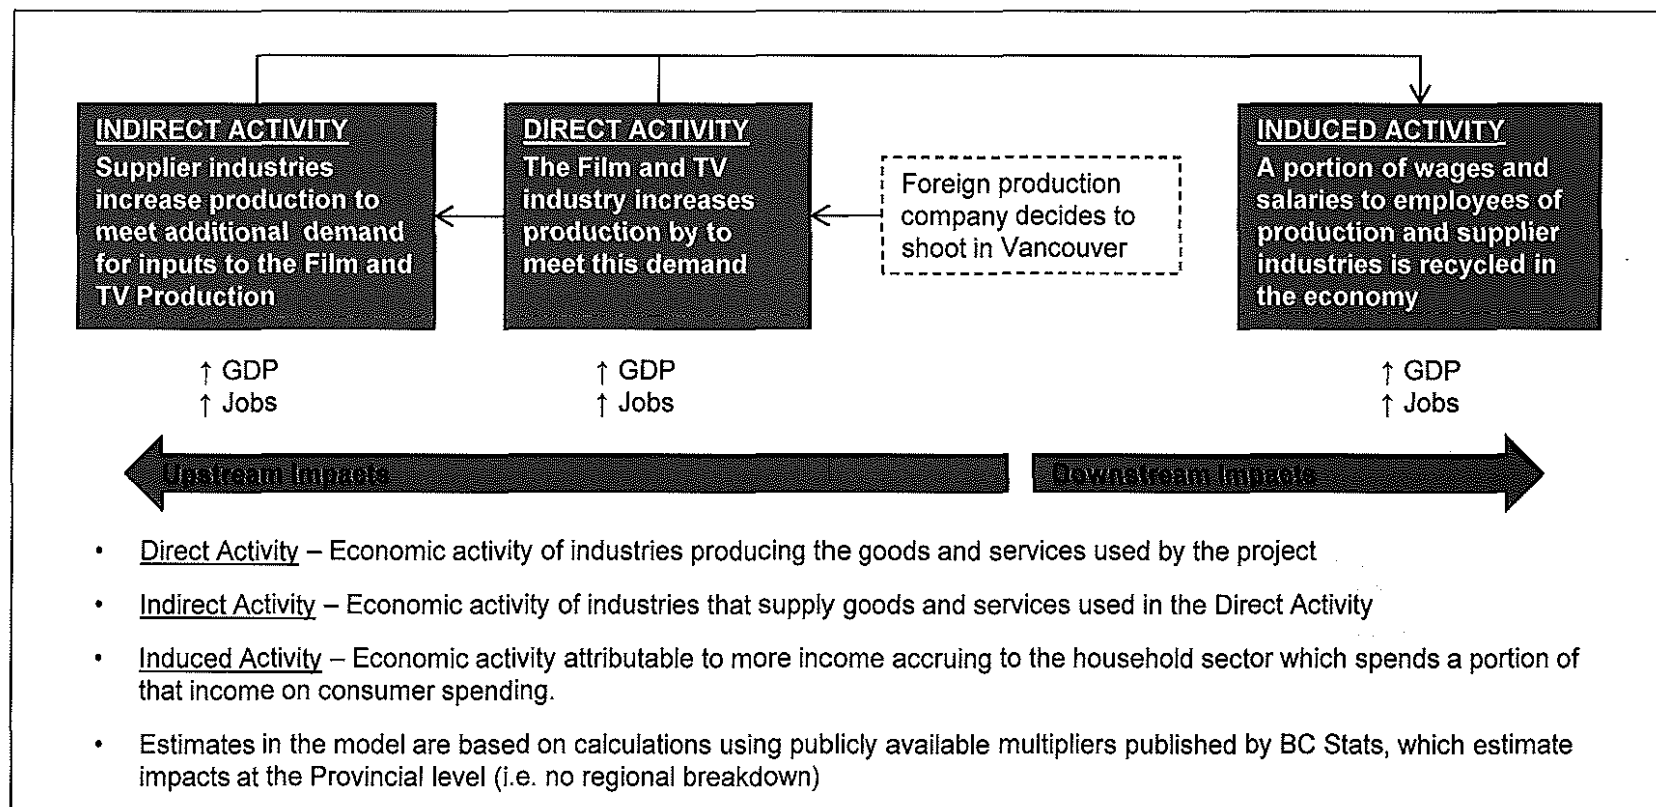 INDIRECT ACTIVITY
Supplier industries
increase production to
meet additional demand
for inputs to the Film and
TV Production
DIRECT ACTIVITY
The Film and TV
industry increases
production by to
meet this demand
Foreign production
company decides to
shoot in Vancouver
INDUCED ACTIVITY
A portion of wages and
salaries to employees of
production and supplier
industries is recycled in
the economy
↑ GDP
↑ Jobs
↑ GDP
↑ Jobs
↑ GDP
↑ Jobs
Upstream Impacts
Downstream Impacts
• Direct Activity – Economic activity of industries producing the goods and services used by the project
• Indirect Activity – Economic activity of industries that supply goods and services used in the Direct Activity
• Induced Activity – Economic activity attributable to more income accruing to the household sector which spends a portion of
that income on consumer spending.
• Estimates in the model are based on calculations using publicly available multipliers published by BC Stats, which estimate
impacts at the Provincial level (i.e. no regional breakdown)